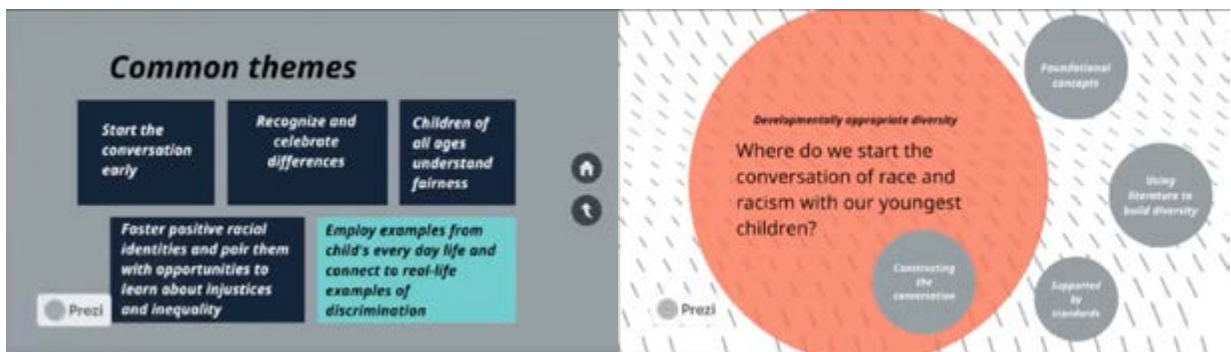 Common themes
Start the
conversation
early
Recognize and
celebrate
differences
Children of
all ages
understand
fairness
Foster positive racial
identities and pair them
with opportunities to
learn about injustices
and inequality
Employ examples from
child's every day life and
connect to real-life
examples of
discrimination
Prezi
Developmentally appropriate diversity
Where do we start the
conversation of race and
racism with our youngest
children?
Constructing
the
conversation
Foundational
concepts
Using
literature to
build diversity
Supported
by
standards
Prezi